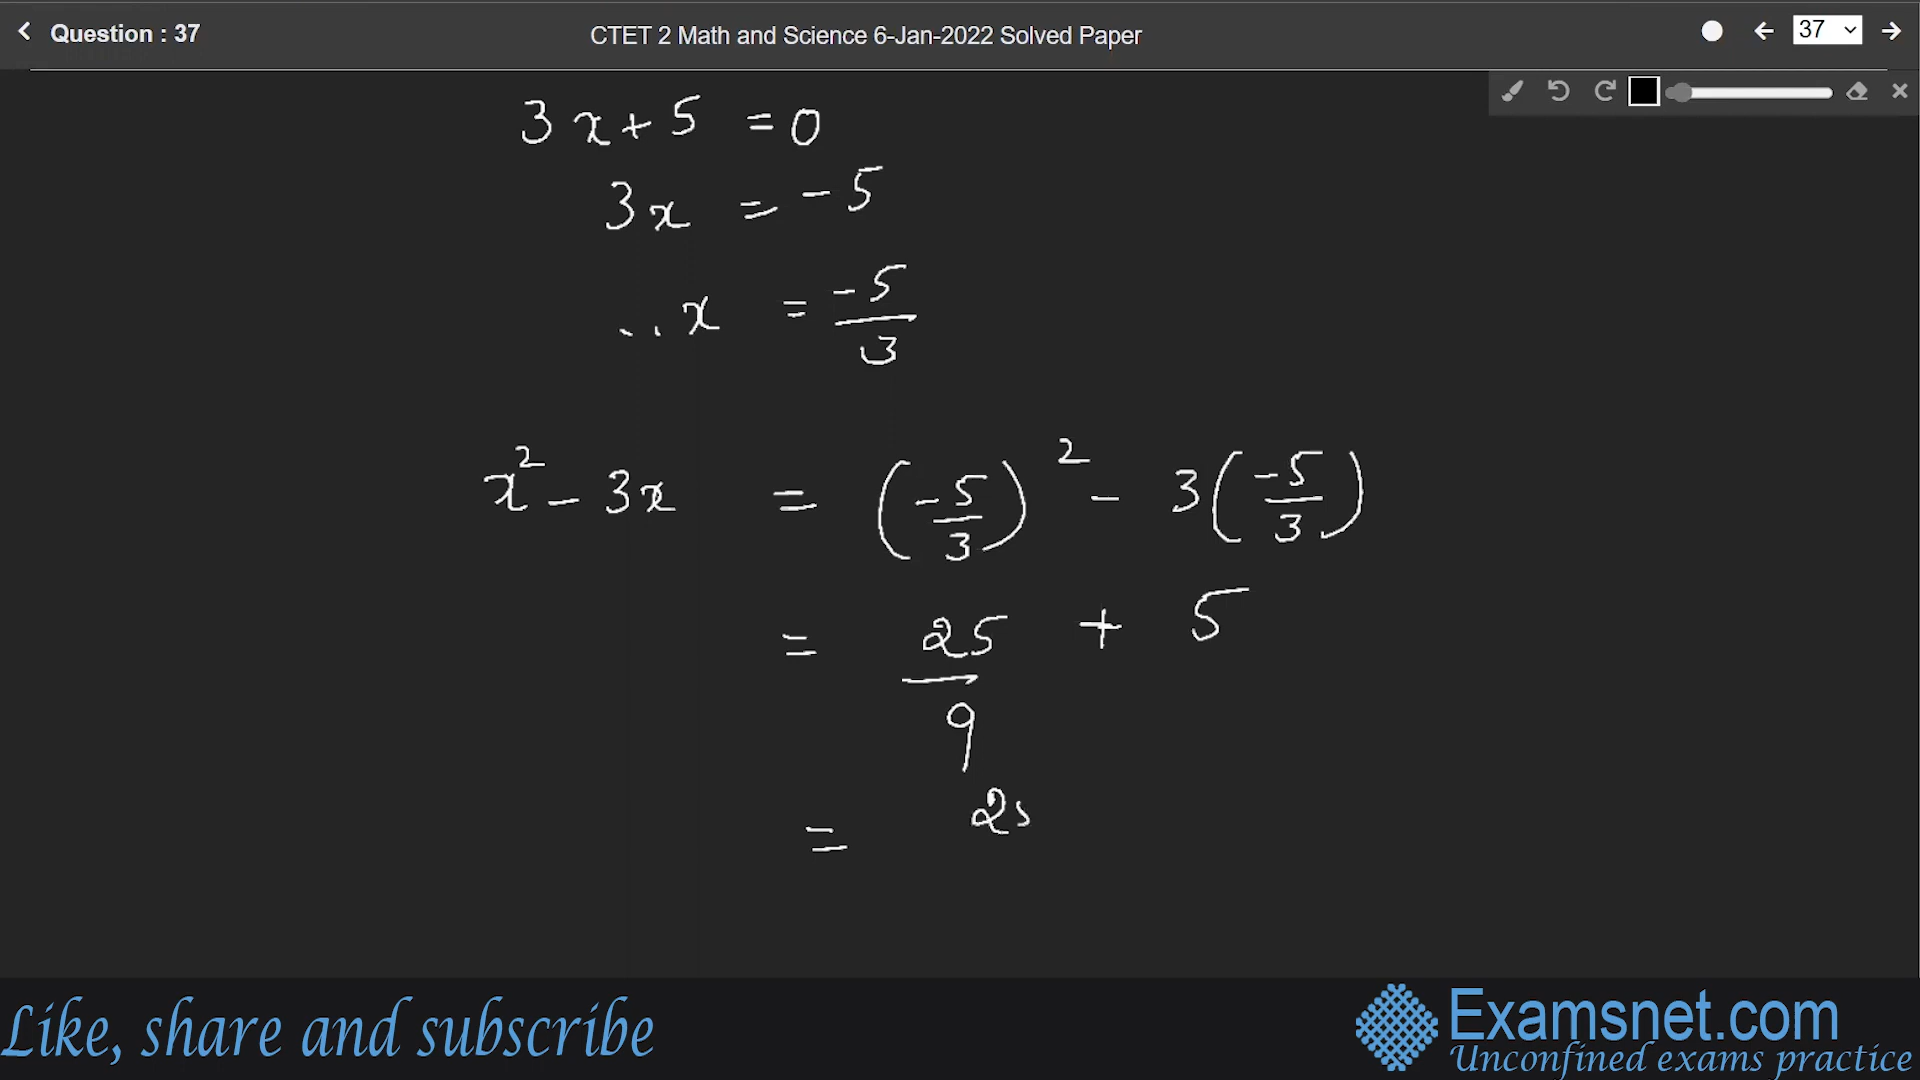 Question : 37
CTET 2 Math and Science 6-Jan-2022 Solved Paper
37
3x + 5 = 0
3x = -5
.. x = -5/3
x² - 3x = (-5/3)² - 3(-5/3)
= 25/9 + 5
= 2
Like, share and subscribe
Examsnet.com
Unconfined exams practice